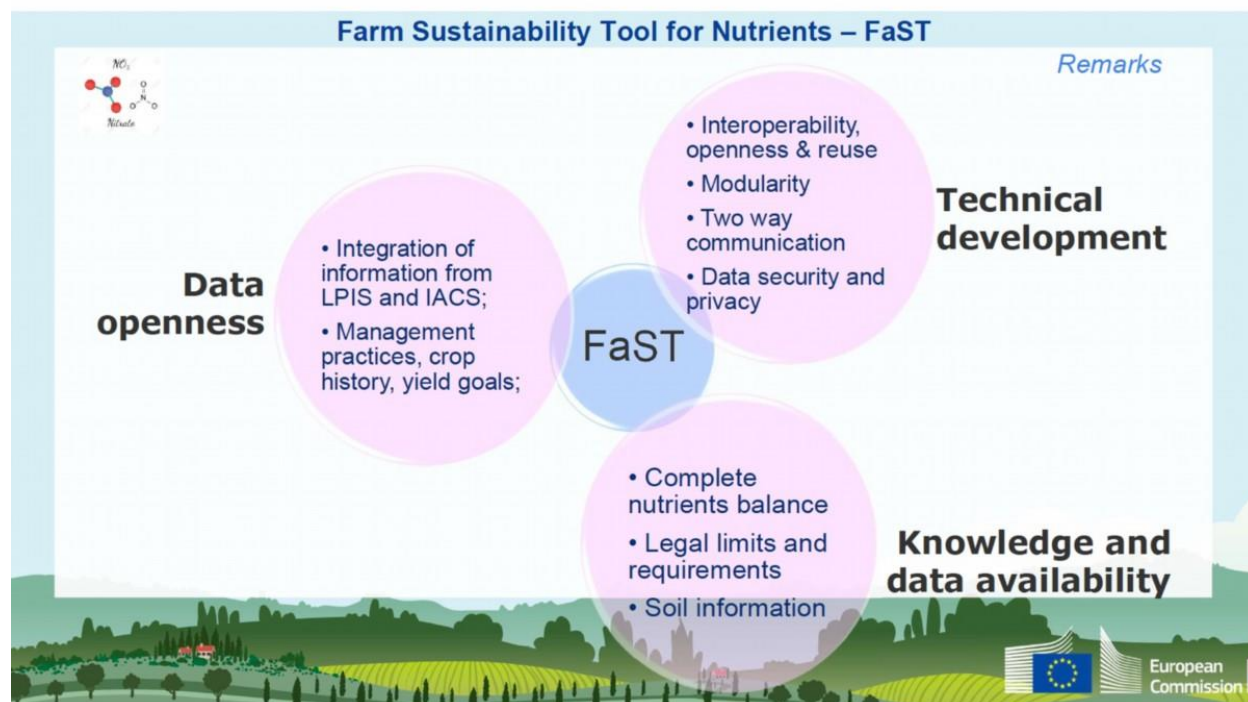 Farm Sustainability Tool for Nutrients – FaST
Remarks
NO₃
Nitrato
N
O
O
O
• Interoperability,
openness & reuse
• Modularity
• Two way
communication
• Data security and
privacy
Technical
development
• Integration of
information from
LPIS and IACS;
• Management
practices, crop
history, yield goals;
Data
openness
FaST
• Complete
nutrients balance
• Legal limits and
requirements
• Soil information
Knowledge and
data availability
European
Commission